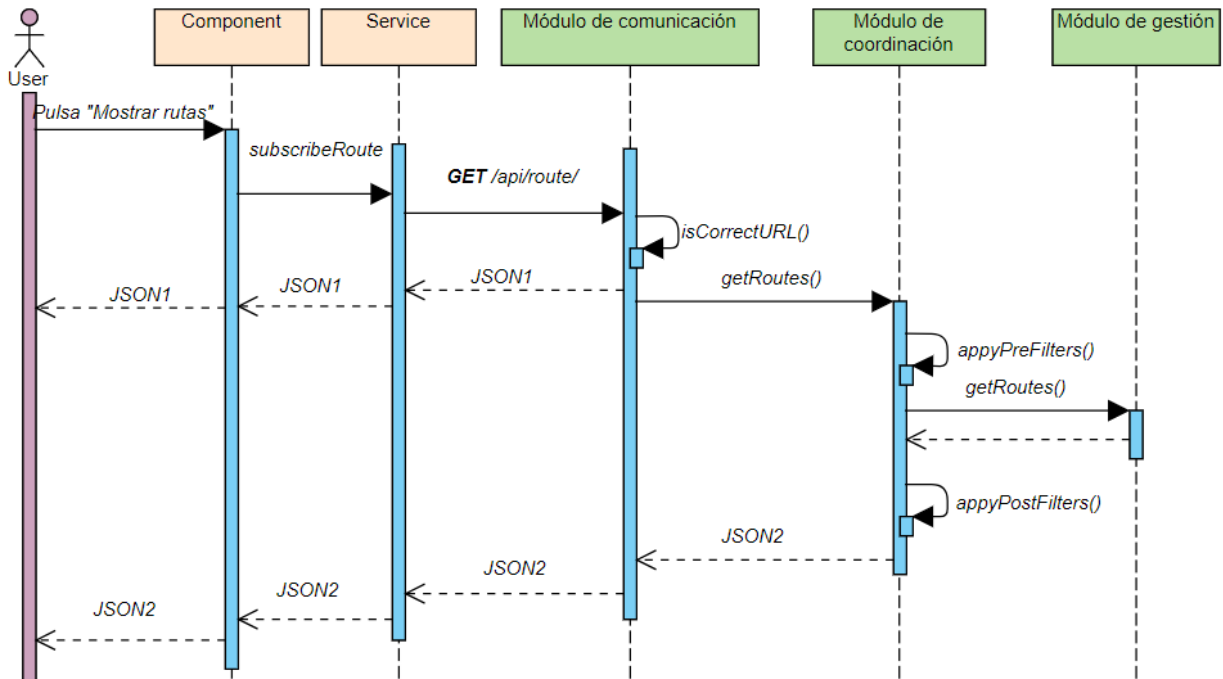 Component
Service
Módulo de comunicación
Módulo de
coordinación
Módulo de gestión
User
Pulsa "Mostrar rutas"
subscribeRoute
GET /api/route/
isCorrectURL()
JSON1
JSON1
JSON1
getRoutes()
appyPreFilters()
getRoutes()
appyPostFilters()
JSON2
JSON2
JSON2
JSON2